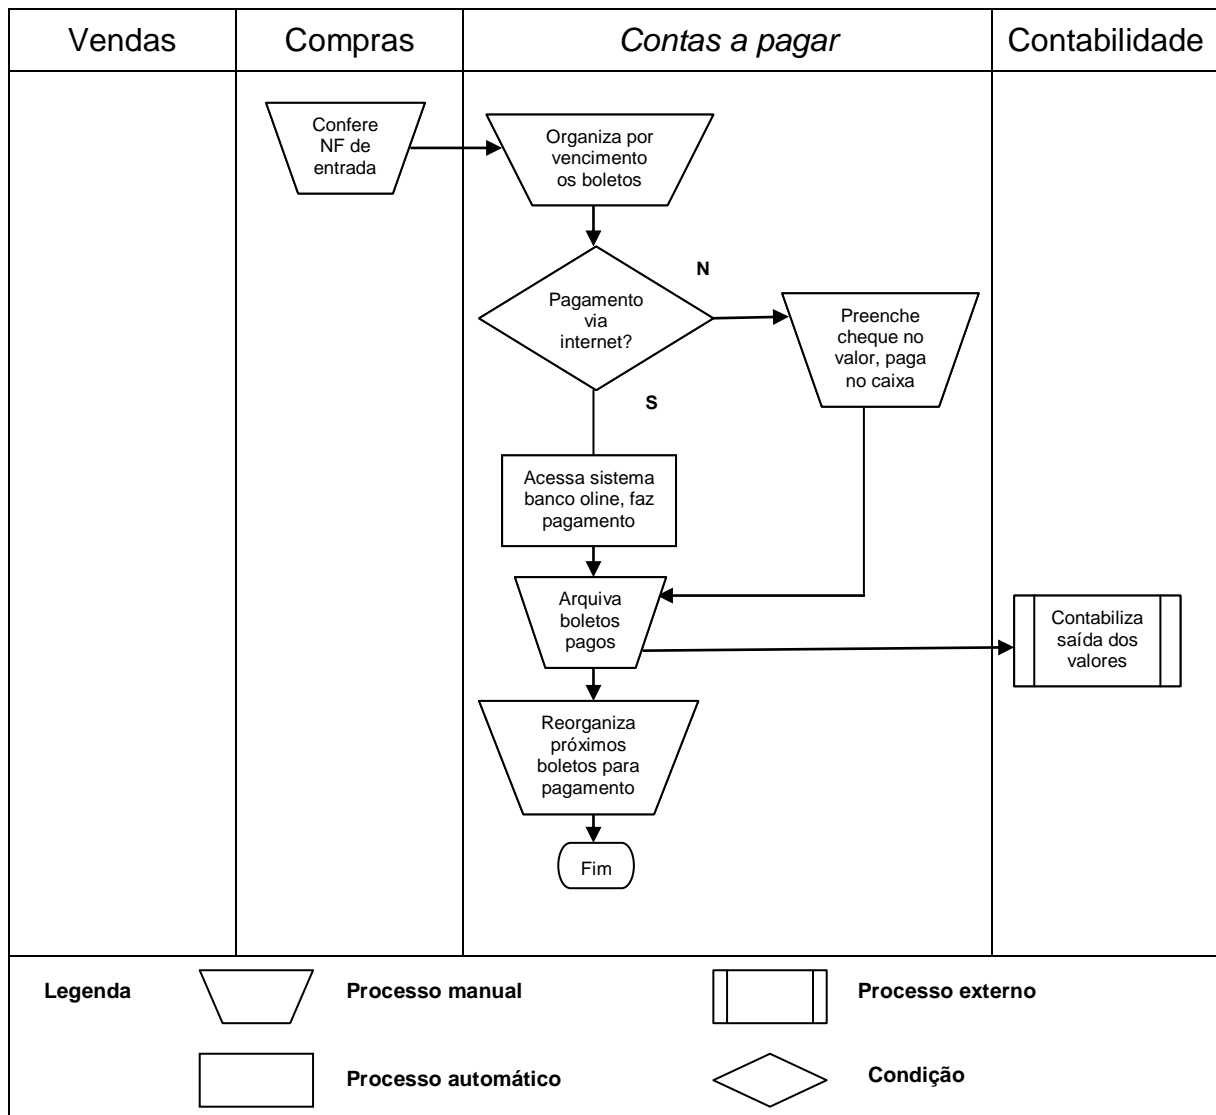 Vendas
Compras
Contas a pagar
Contabilidade
Confere
NF de
entrada
Organiza por
vencimento
os boletos
N
Pagamento
via
internet?
Preenche
cheque no
valor, paga
no caixa
S
Acessa sistema
banco oline, faz
pagamento
Arquiva
boletos
pagos
Contabiliza
saída dos
valores
Reorganiza
próximos
boletos para
pagamento
Fim
Legenda
Processo manual
Processo externo
Processo automático
Condição